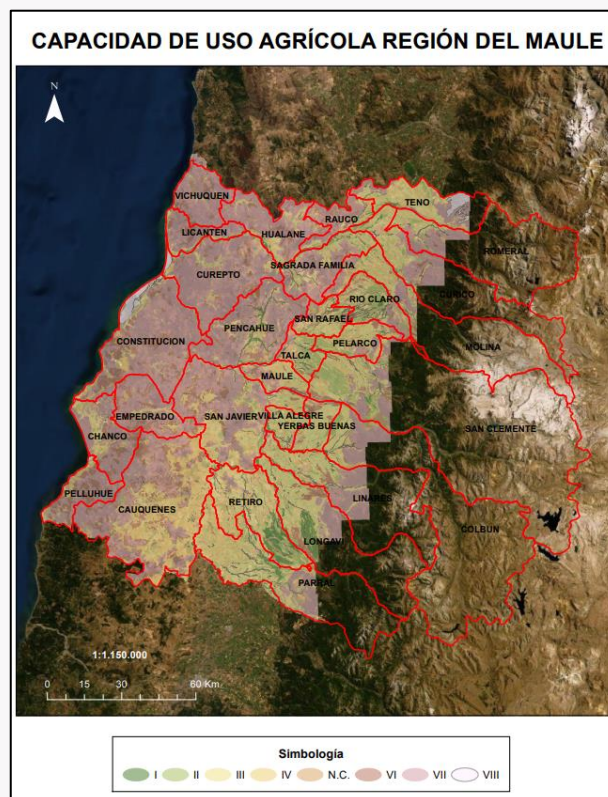 CAPACIDAD DE USO AGRÍCOLA REGIÓN DEL MAULE
N
VICHUQUEN
TENO
RAUCO
LICANTEN
HUALANE
ROMERAL
SAGRADA FAMILIA
CUREPTO
CURICO
RIO CLARO
SAN RAFAEL
PENCAHUE
CONSTITUCION
PELARCO
MOLINA
TALCA
MAULE
EMPEDRADO
SAN JAVIER
VILLA ALEGRE
YERBAS BUENAS
SAN CLEMENTE
CHANCO
PELLUHUE
RETIRO
LINARES
CAUQUENES
COLBUN
LONGAVI
PARRAL
1:1.150.000
0 15 30 60 Km
Simbología
I II III IV N.C. VI VII VIII